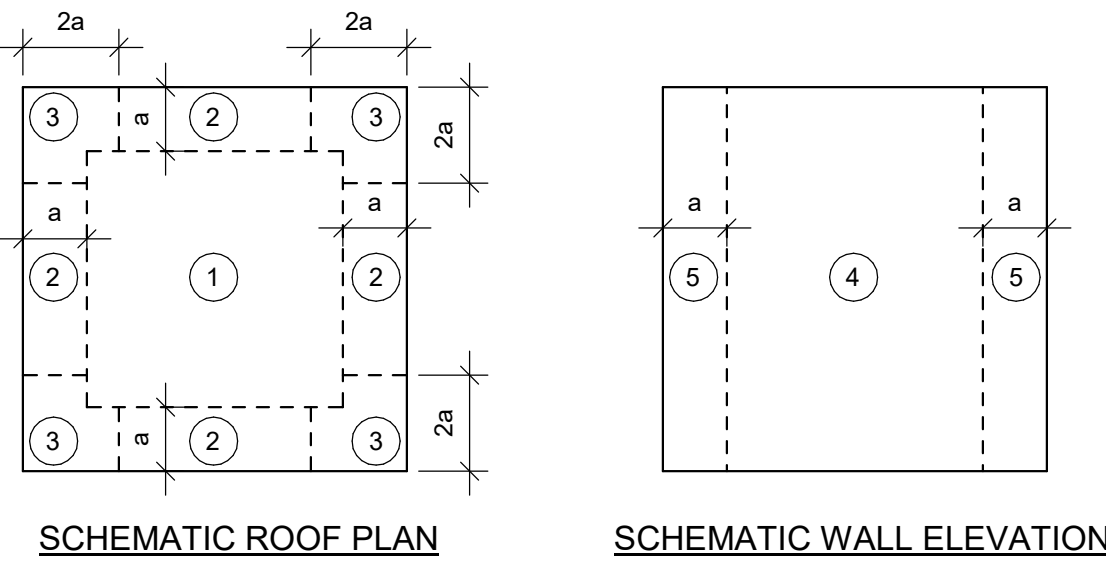 2a 2a
3 a 2 3 2a
a a a a
2 1 2 5 4 5
3 a 2 3 2a
SCHEMATIC ROOF PLAN SCHEMATIC WALL ELEVATION